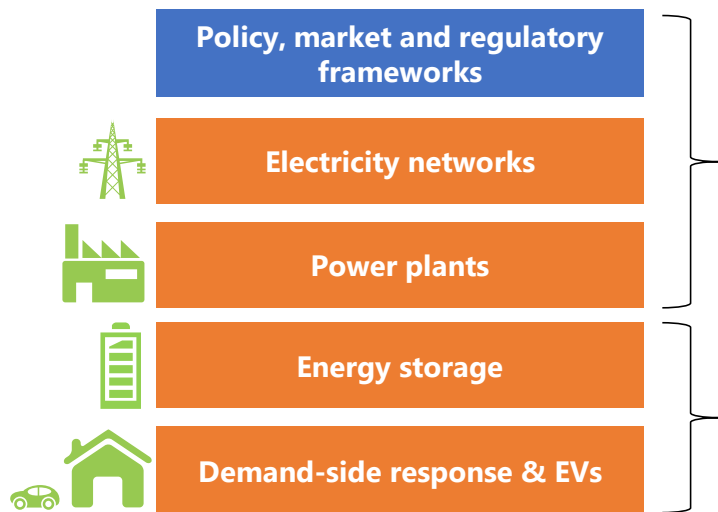 Policy, market and regulatory
frameworks
Electricity networks
Power plants
Energy storage
Demand-side response & EVs